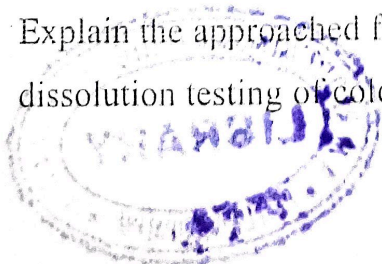 Explain the approached f
dissolution testing of colo